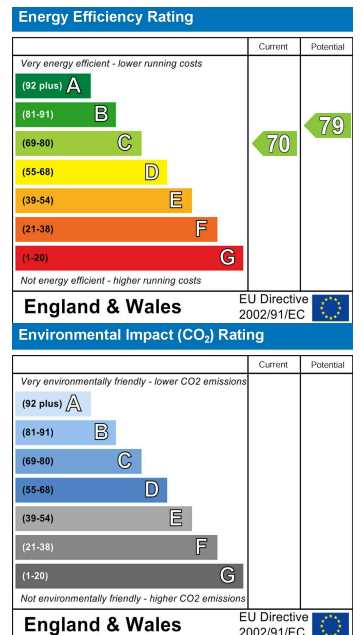 Energy Efficiency Rating
Current Potential
Very energy efficient - lower running costs
(92 plus) A
(81-91) B
(69-80) C
(55-68) D
(39-54) E
(21-38) F
(1-20) G
70
79
Not energy efficient - higher running costs
England & Wales
EU Directive
2002/91/EC
Environmental Impact (CO₂) Rating
Current Potential
Very environmentally friendly - lower CO2 emissions
(92 plus) A
(81-91) B
(69-80) C
(55-68) D
(39-54) E
(21-38) F
(1-20) G
Not environmentally friendly - higher CO2 emissions
England & Wales
EU Directive
2002/91/EC